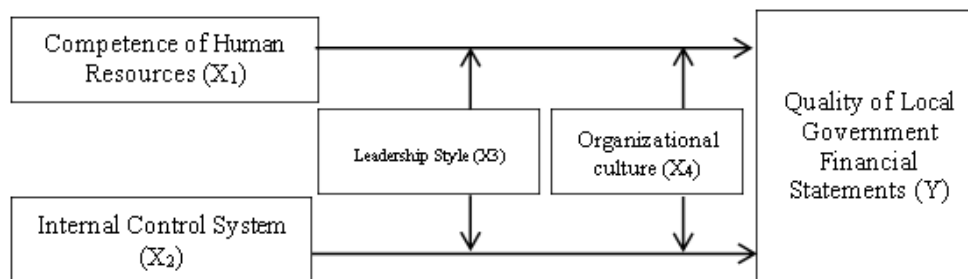 Competence of Human
Resources (X₁)
Leadership Style (X3)
Organizational
culture (X₄)
Internal Control System
(X₂)
Quality of Local
Government
Financial
Statements (Y)